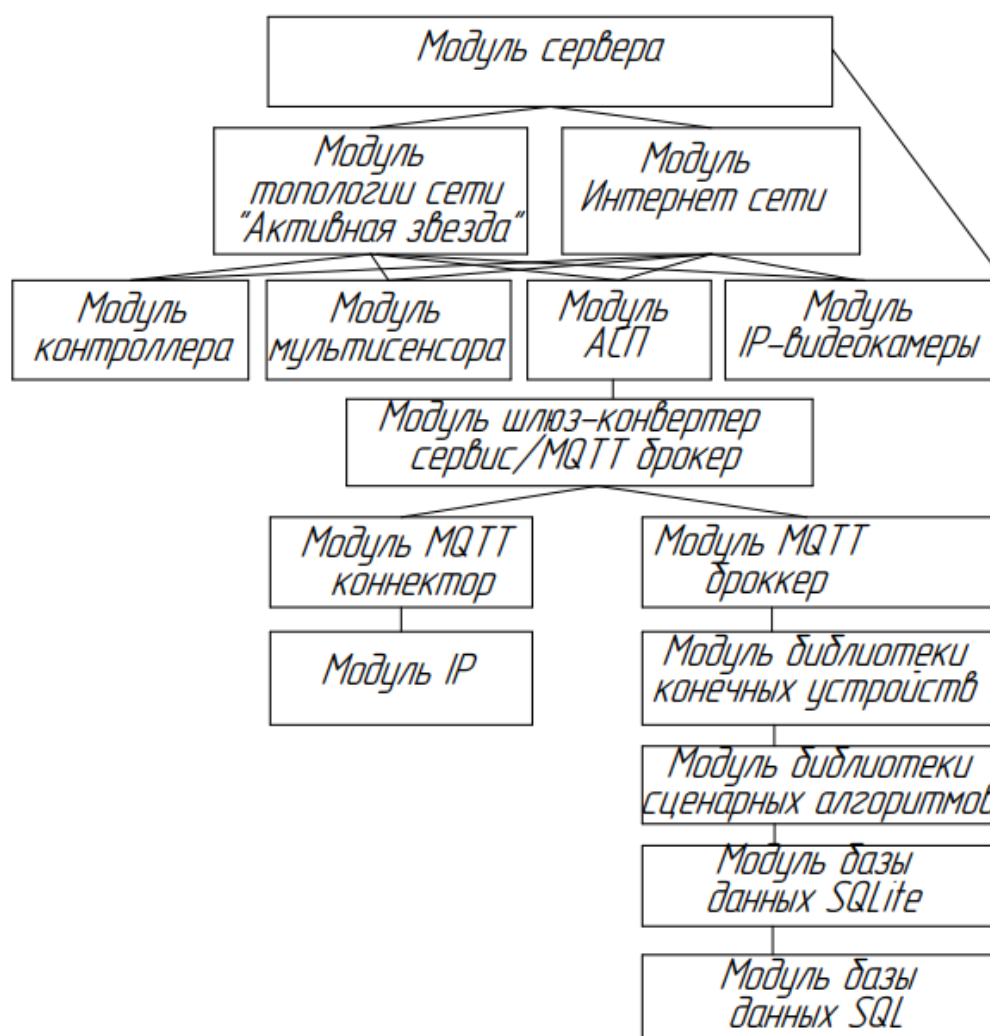 Модуль сервера
Модуль
топологии сети
"Активная звезда"
Модуль
Интернет сети
Модуль
контроллера
Модуль
мультисенсора
Модуль
АСП
Модуль
IP-видеокамеры
Модуль шлюз-конвертер
сервис/MQTT брокер
Модуль MQTT
коннектор
Модуль MQTT
броккер
Модуль IP
Модуль библиотеки
конечных устройств
Модуль библиотеки
сценарных алгоритмов
Модуль базы
данных SQLite
Модуль базы
данных SQL